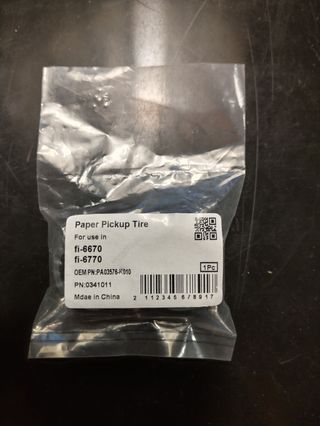 Paper Pickup Tire
For use in
fi-6670
fi-6770
OEM PN:PA03576-K010
1Pc
PN:0341011
Mdae in China
2 112345 678917